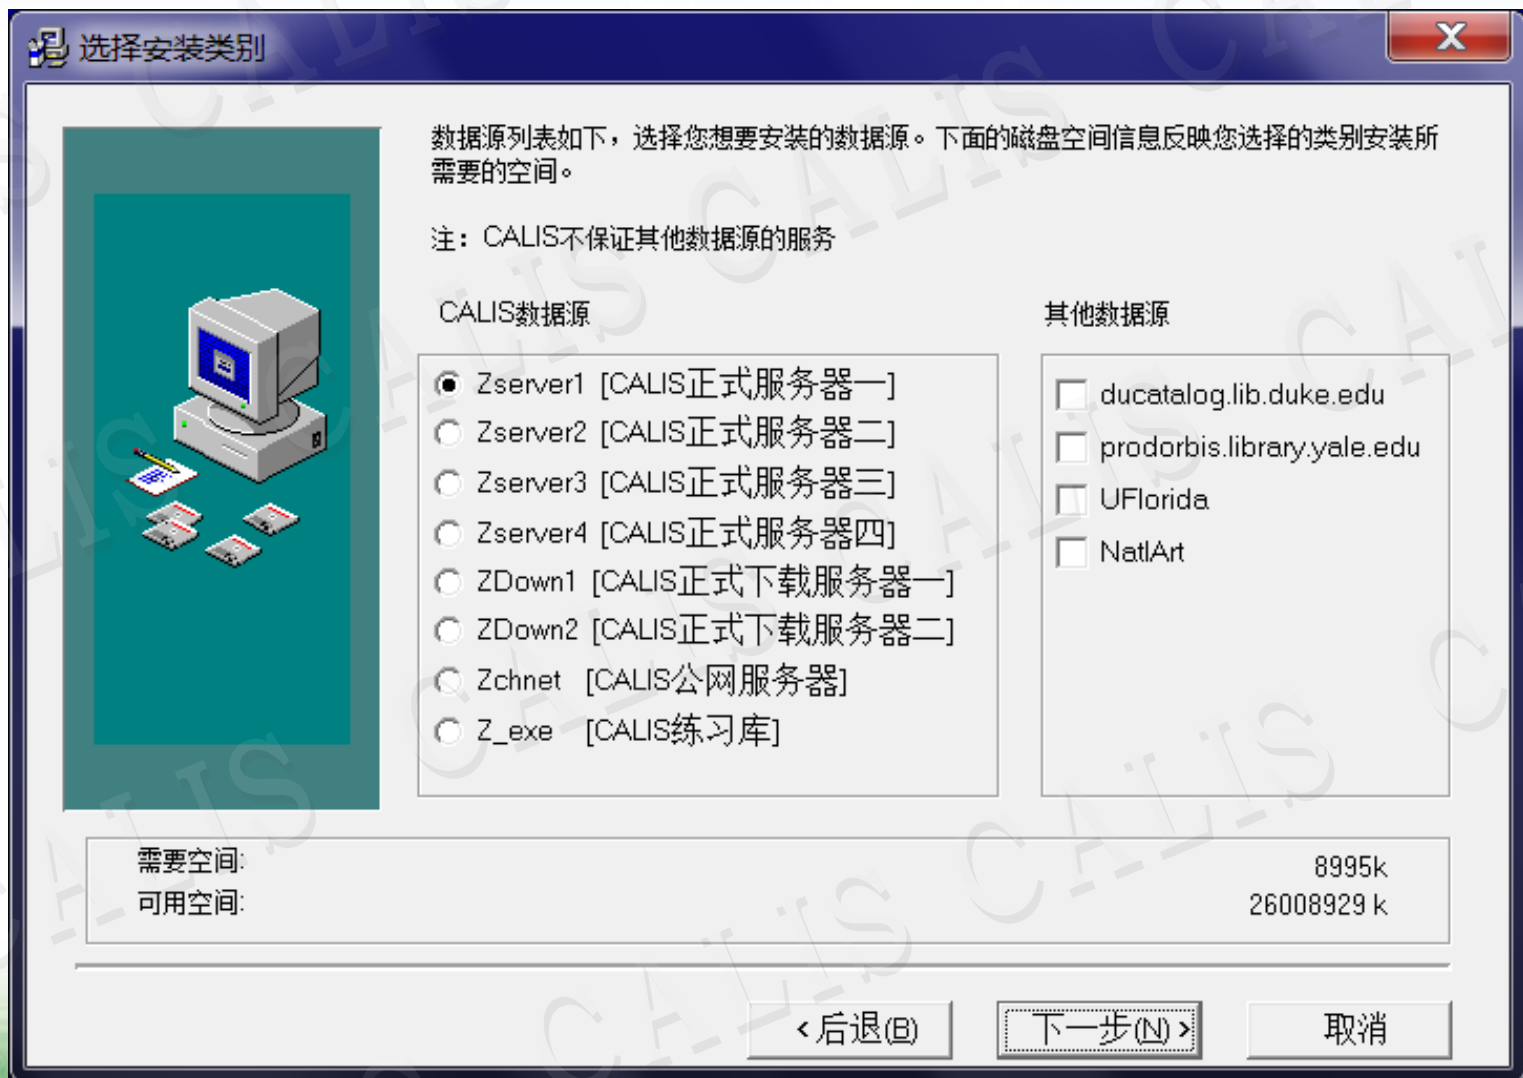 选择安装类别
数据源列表如下，选择您想要安装的数据源。下面的磁盘空间信息反映您选择的类别安装所
需要的空间。
注：CALIS不保证其他数据源的服务
CALIS数据源
Zserver1 [CALIS正式服务器一]
Zserver2 [CALIS正式服务器二]
Zserver3 [CALIS正式服务器三]
Zserver4 [CALIS正式服务器四]
ZDown1 [CALIS正式下载服务器一]
ZDown2 [CALIS正式下载服务器二]
Zchnet [CALIS公网服务器]
Z_exe [CALIS练习库]
其他数据源
ducatalog.lib.duke.edu
prodorbis.library.yale.edu
UFlorida
NatlArt
需要空间: 8995k
可用空间: 26008929 k
<后退(B)
下一步(N)>
取消
CALIS CALIS CALIS